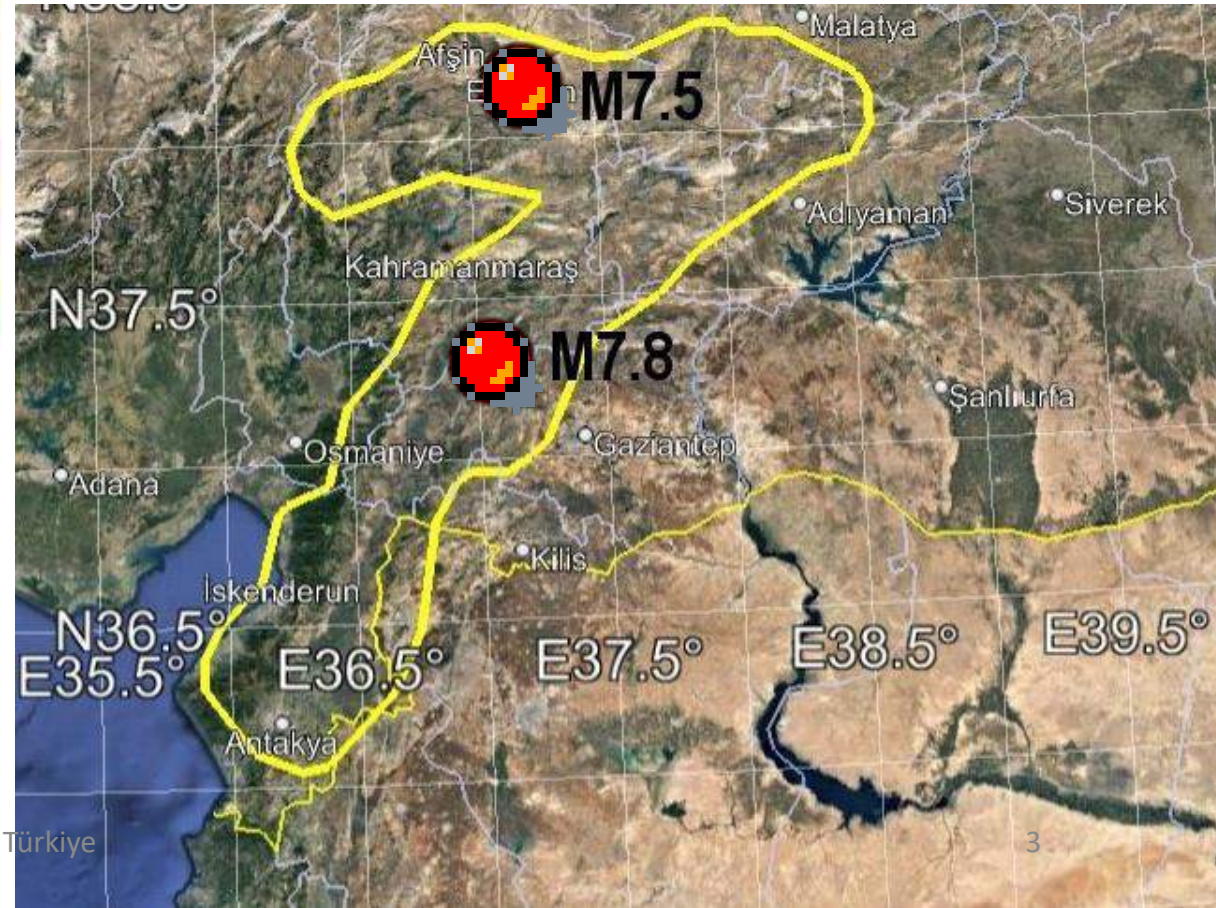 Malatya
Afşin
M7.5
Siverek
Adıyaman
Kahramanmaraş
N37.5°
M7.8
Şanlıurfa
Gaziantep
Osmaniye
Adana
Kilis
İskenderun
N36.5°
E35.5°
E36.5°
E37.5°
E38.5°
E39.5°
Antakya
Türkiye
3